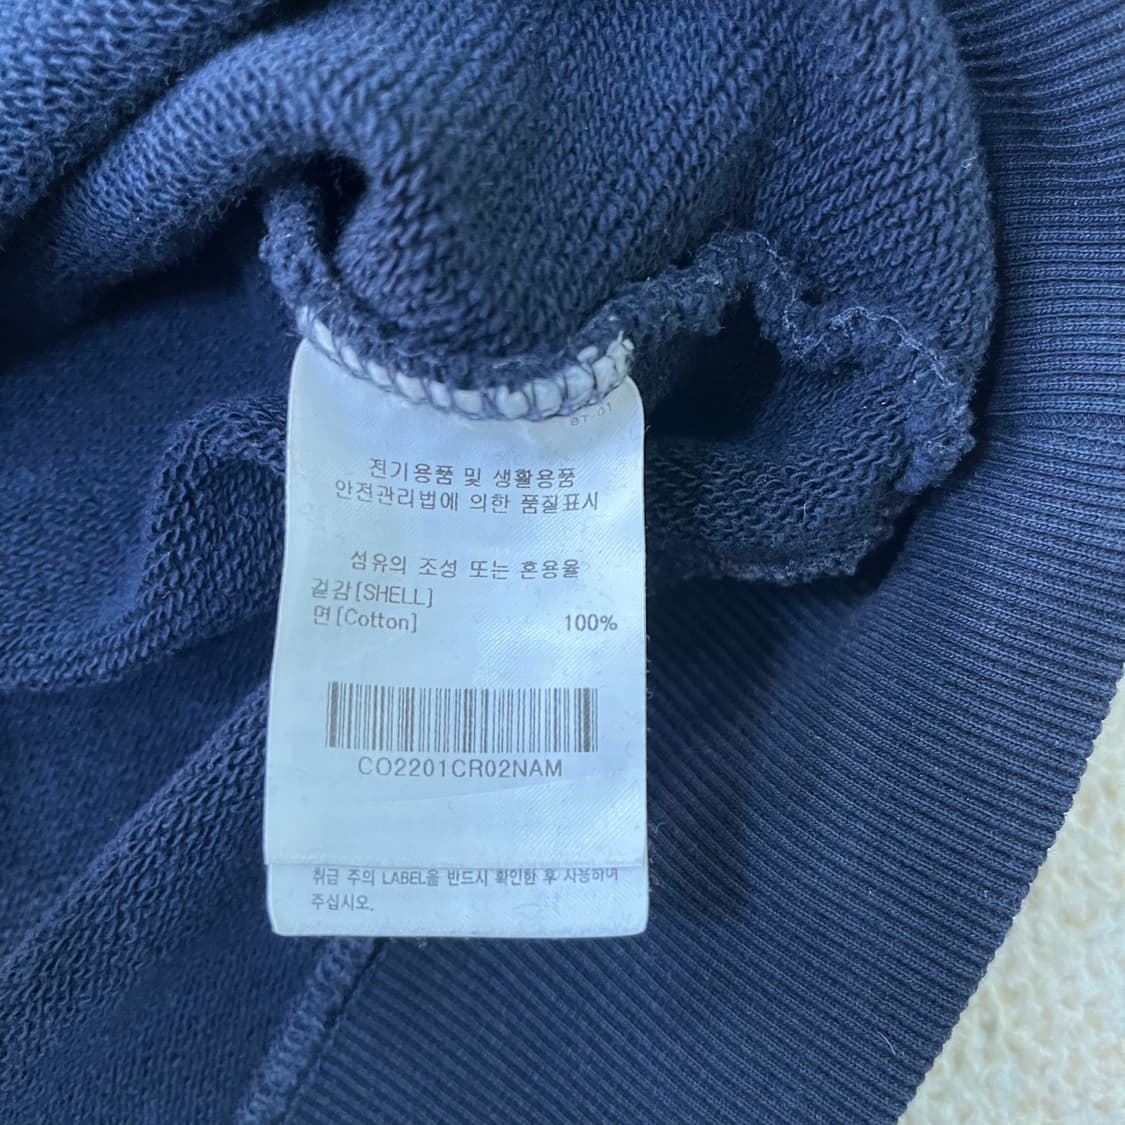 BT-01
전기용품 및 생활용품
안전관리법에 의한 품질표시
섬유의 조성 또는 혼용율
겉감[SHELL]
면[Cotton] 100%
CO2201CR02NAM
취급 주의 LABEL을 반드시 확인한 후 사용하여
주십시오.